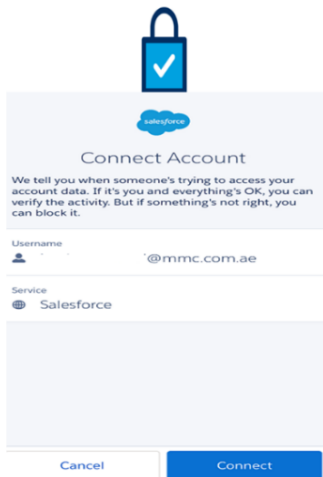 salesforce
Connect Account
We tell you when someone's trying to access your
account data. If it's you and everything's OK, you can
verify the activity. But if something's not right, you
can block it.
Username
@mmc.com.ae
Service
Salesforce
Cancel
Connect